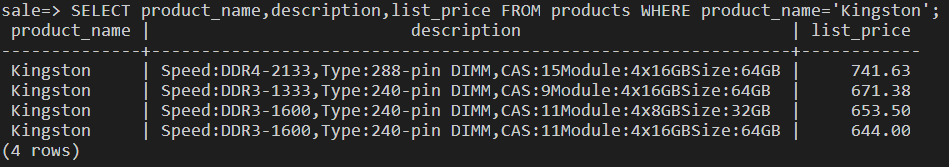 sale=> SELECT product_name,description,list_price FROM products WHERE product_name='Kingston';
 product_name |                         description                         | list_price
--------------+-------------------------------------------------------------+------------
 Kingston     | Speed:DDR4-2133,Type:288-pin DIMM,CAS:15Module:4x16GBSize:64GB |     741.63
 Kingston     | Speed:DDR3-1333,Type:240-pin DIMM,CAS:9Module:4x16GBSize:64GB |     671.38
 Kingston     | Speed:DDR3-1600,Type:240-pin DIMM,CAS:11Module:4x8GBSize:32GB |     653.50
 Kingston     | Speed:DDR3-1600,Type:240-pin DIMM,CAS:11Module:4x16GBSize:64GB |     644.00
(4 rows)